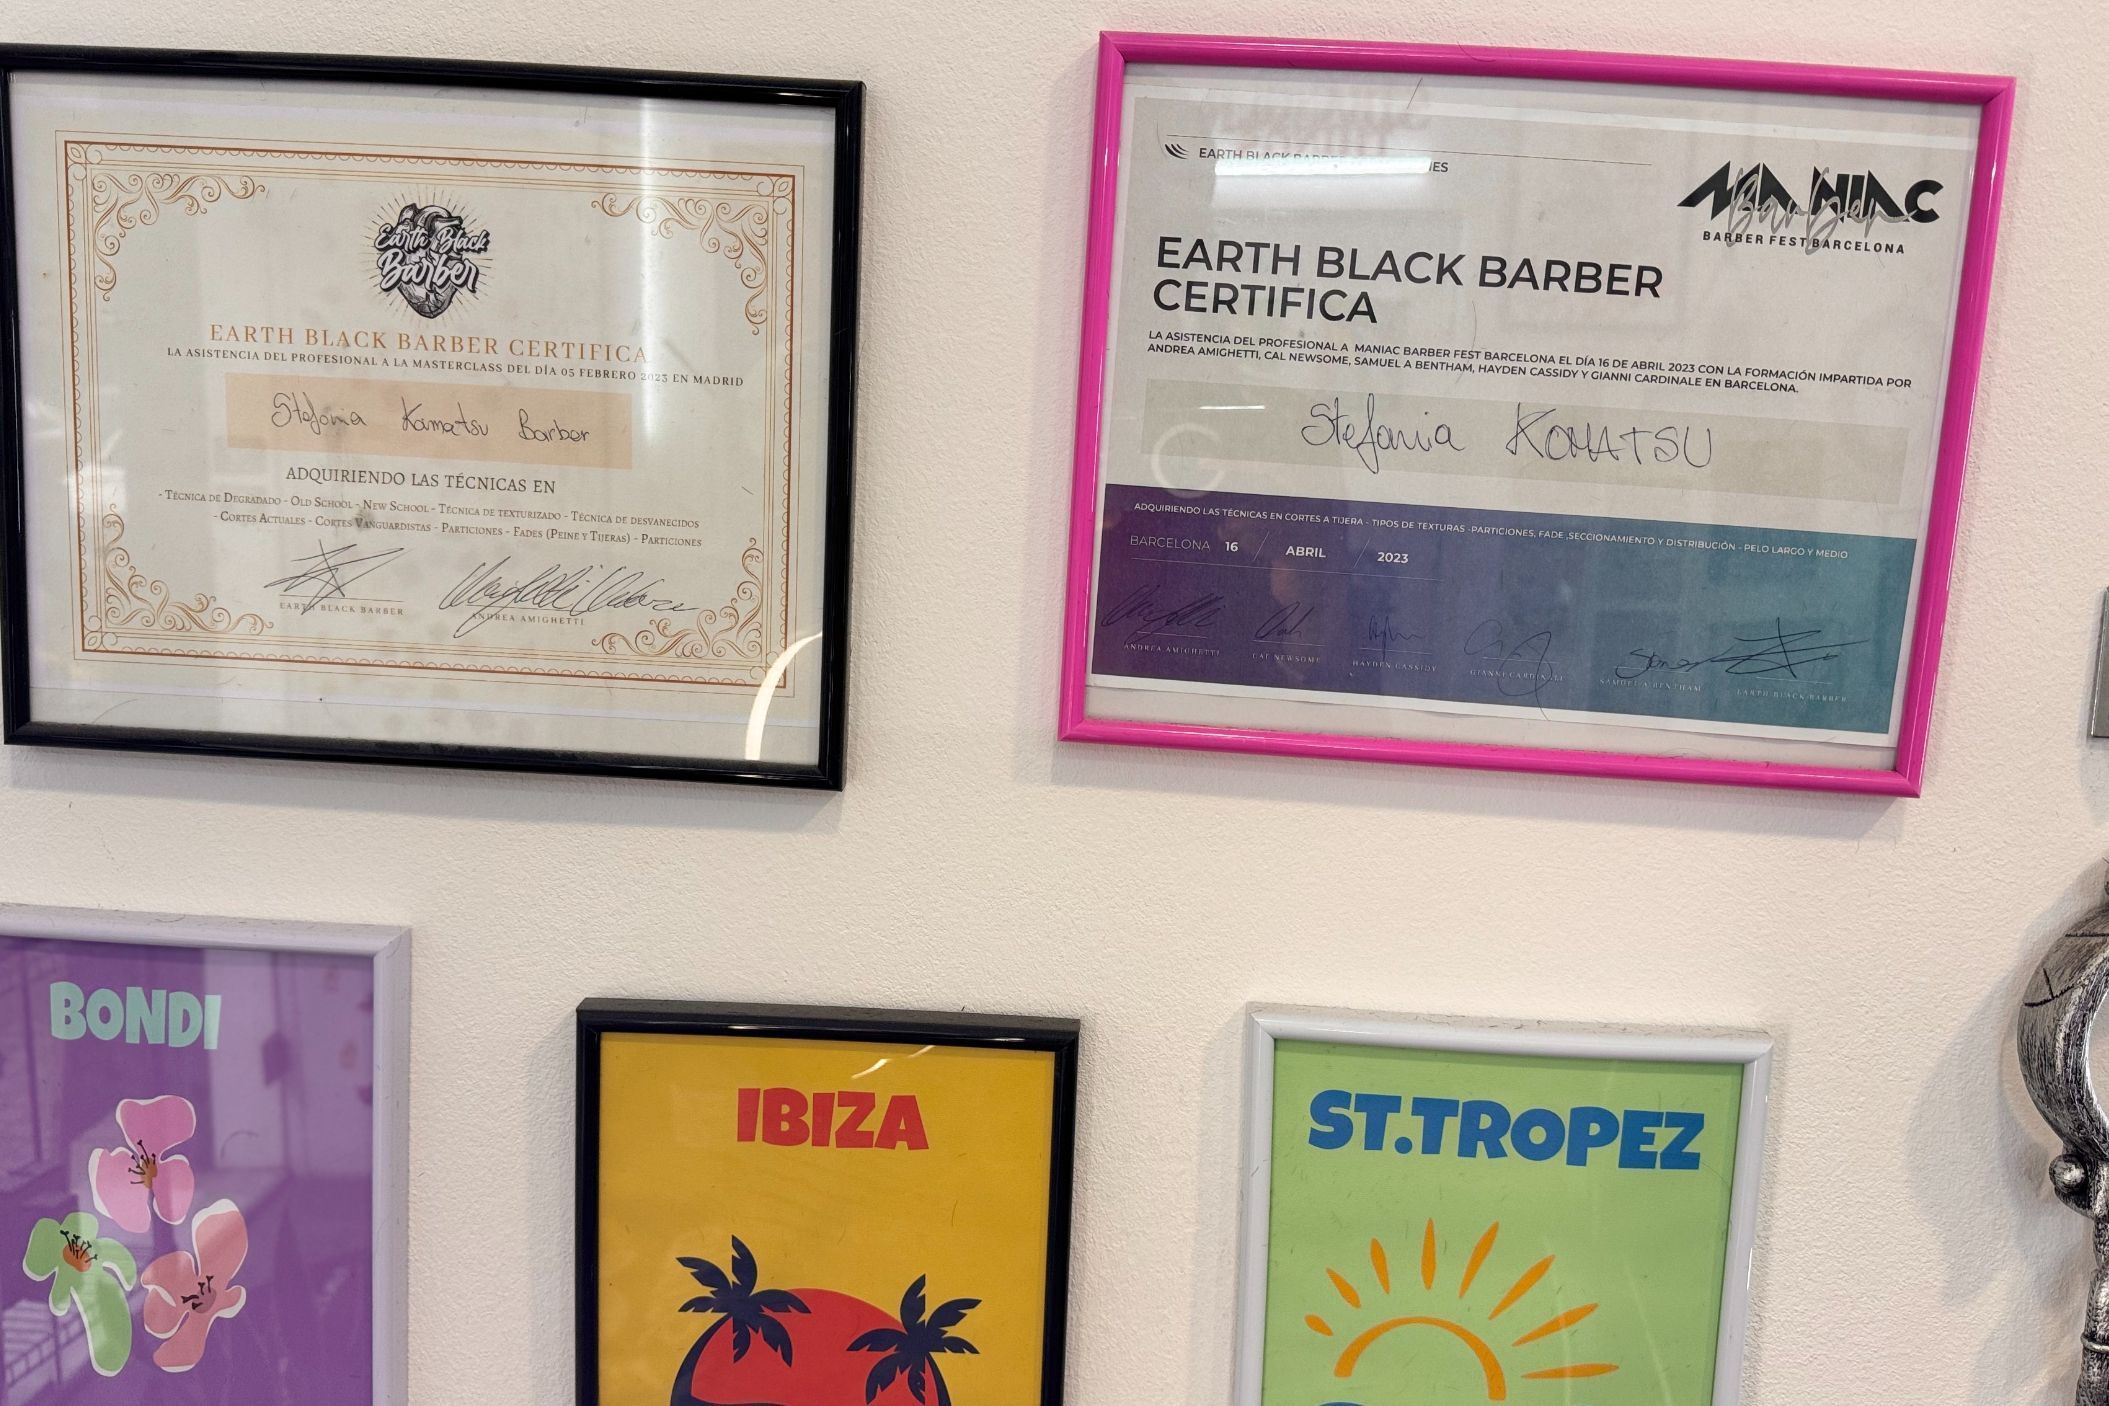 Earth Black
Barber
EARTH BLACK BARBER CERTIFICA
LA ASISTENCIA DEL PROFESIONAL A LA MASTERCLASS DEL DÍA 05 FEBRERO 2023 EN MADRID
Stefania Kamatsu Barber
ADQUIRIENDO LAS TÉCNICAS EN
- TÉCNICA DE DEGRADADO - OLD SCHOOL - NEW SCHOOL - TÉCNICA DE TEXTURIZADO - TÉCNICA DE DESVANECIDOS
- CORTES ACTUALES - CORTES VANGUARDISTAS - PARTICIONES - FADES (PEINE Y TIJERAS) - PARTICIONES
EARTH BLACK BARBER
ANDREA AMIGHETTI
EARTH BLACK BARBER
MANIAC
Barber
BARBER FEST BARCELONA
EARTH BLACK BARBER
CERTIFICA
LA ASISTENCIA DEL PROFESIONAL A MANIAC BARBER FEST BARCELONA EL DÍA 16 DE ABRIL 2023 CON LA FORMACIÓN IMPARTIDA POR
ANDREA AMIGHETTI, CAL NEWSOME, SAMUEL A BENTHAM, HAYDEN CASSIDY Y GIANNI CARDINALE EN BARCELONA.
Stefania KOMATSU
ADQUIRIENDO LAS TÉCNICAS EN CORTES A TIJERA - TIPOS DE TEXTURAS -PARTICIONES, FADE ,SECCIONAMIENTO Y DISTRIBUCIÓN - PELO LARGO Y MEDIO
BARCELONA 16 / ABRIL / 2023
ANDREA AMIGHETTI
CAL NEWSOME
HAYDEN CASSIDY
GIANNI CARDINALE
SAMUEL A BENTHAM
EARTH BLACK BARBER
BONDI
IBIZA
ST.TROPEZ